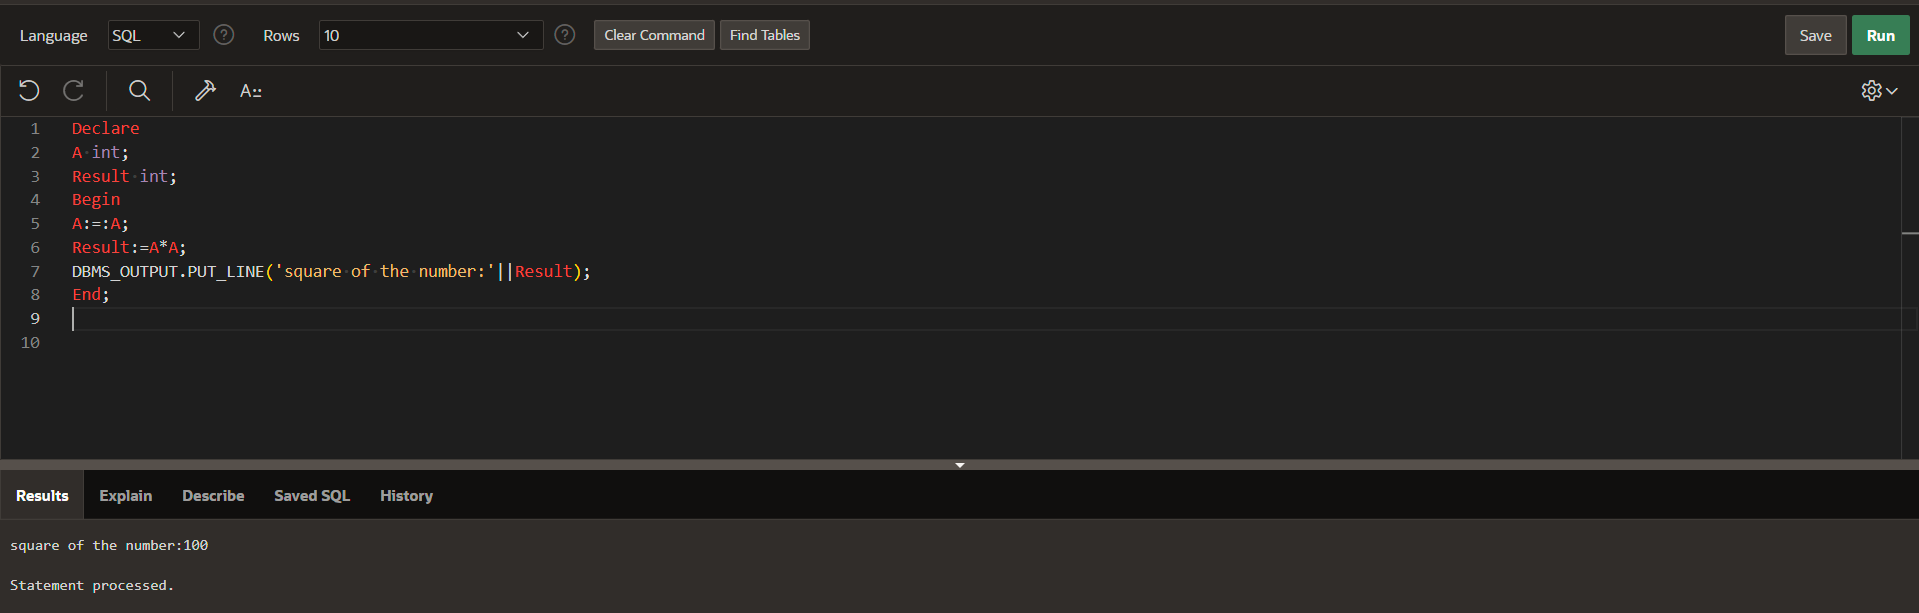 Language SQL ? Rows 10 ? Clear Command Find Tables Save Run
A
1 Declare
2 A int;
3 Result int;
4 Begin
5 A:=:A;
6 Result:=A*A;
7 DBMS_OUTPUT.PUT_LINE('square of the number:'||Result);
8 End;
9
10
Results Explain Describe Saved SQL History
square of the number:100
Statement processed.